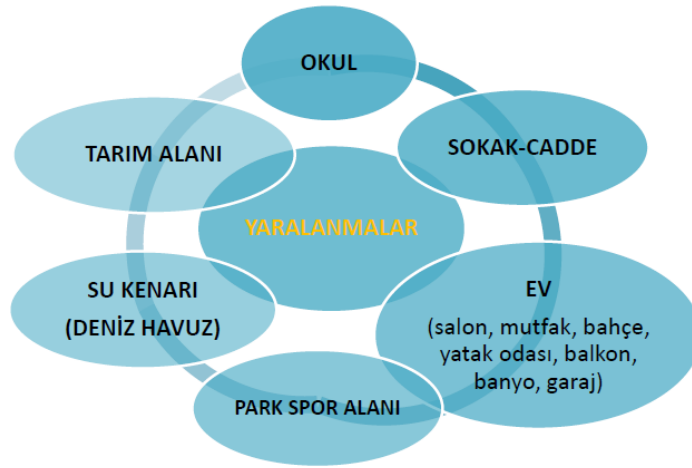 OKUL
SOKAK-CADDE
EV
(salon, mutfak, bahçe,
yatak odası, balkon,
banyo, garaj)
PARK SPOR ALANI
SU KENARI
(DENİZ HAVUZ)
TARIM ALANI
YARALANMALAR